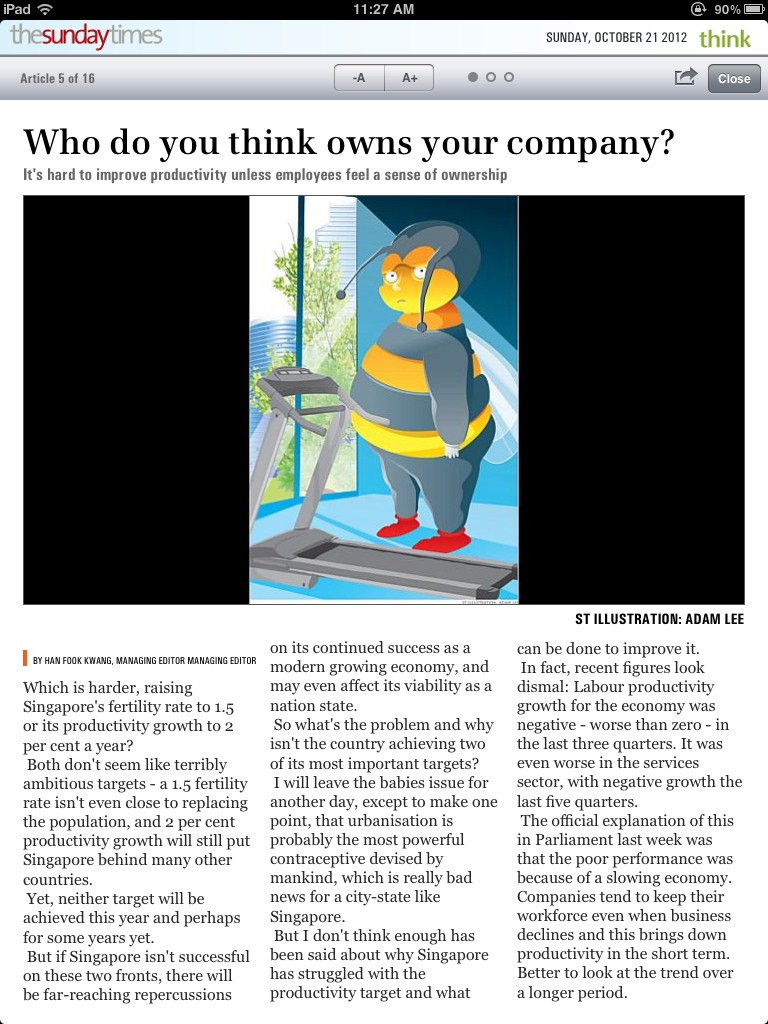 iPad
11:27 AM
90%
thesundaytimes
SUNDAY, OCTOBER 21 2012 think
Article 5 of 16
-A
A+
Close
Who do you think owns your company?
It's hard to improve productivity unless employees feel a sense of ownership
ST ILLUSTRATION: ADAM LEE
BY HAN FOOK KWANG, MANAGING EDITOR MANAGING EDITOR
Which is harder, raising
Singapore's fertility rate to 1.5
or its productivity growth to 2
per cent a year?
Both don't seem like terribly
ambitious targets - a 1.5 fertility
rate isn't even close to replacing
the population, and 2 per cent
productivity growth will still put
Singapore behind many other
countries.
Yet, neither target will be
achieved this year and perhaps
for some years yet.
But if Singapore isn't successful
on these two fronts, there will
be far-reaching repercussions
on its continued success as a
modern growing economy, and
may even affect its viability as a
nation state.
So what's the problem and why
isn't the country achieving two
of its most important targets?
I will leave the babies issue for
another day, except to make one
point, that urbanisation is
probably the most powerful
contraceptive devised by
mankind, which is really bad
news for a city-state like
Singapore.
But I don't think enough has
been said about why Singapore
has struggled with the
productivity target and what
can be done to improve it.
In fact, recent figures look
dismal: Labour productivity
growth for the economy was
negative - worse than zero - in
the last three quarters. It was
even worse in the services
sector, with negative growth the
last five quarters.
The official explanation of this
in Parliament last week was
that the poor performance was
because of a slowing economy.
Companies tend to keep their
workforce even when business
declines and this brings down
productivity in the short term.
Better to look at the trend over
a longer period.